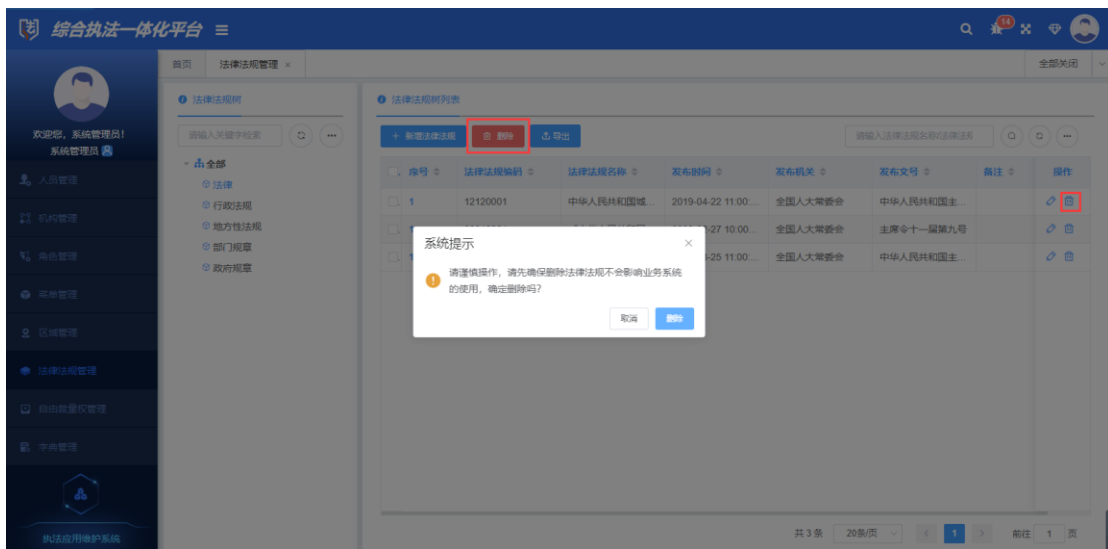 综合执法一体化平台
14
首页 法律法规管理 × 全部关闭
欢迎您，系统管理员！
系统管理员
人员管理
机构管理
角色管理
菜单管理
区域管理
法律法规管理
自由裁量权管理
字典管理
执法应用维护系统
法律法规树
请输入关键字检索
全部
法律
行政法规
地方性法规
部门规章
政府规章
法律法规树列表
+ 新增法律法规 删除 导出 请输入法律法规名称/法律法规
序号 法律法规编码 法律法规名称 发布时间 发布机关 发布文号 备注 操作
1 12120001 中华人民共和国城... 2019-04-22 11:00:... 全国人大常委会 中华人民共和国主...
-27 10:00... 全国人大常委会 主席令十一届第九号
-25 11:00:... 全国人大常委会 中华人民共和国主...
系统提示 ×
请谨慎操作，请先确保删除法律法规不会影响业务系统
的使用，确定删除吗？
取消 删除
共 3 条 20条/页 < 1 > 前往 1 页